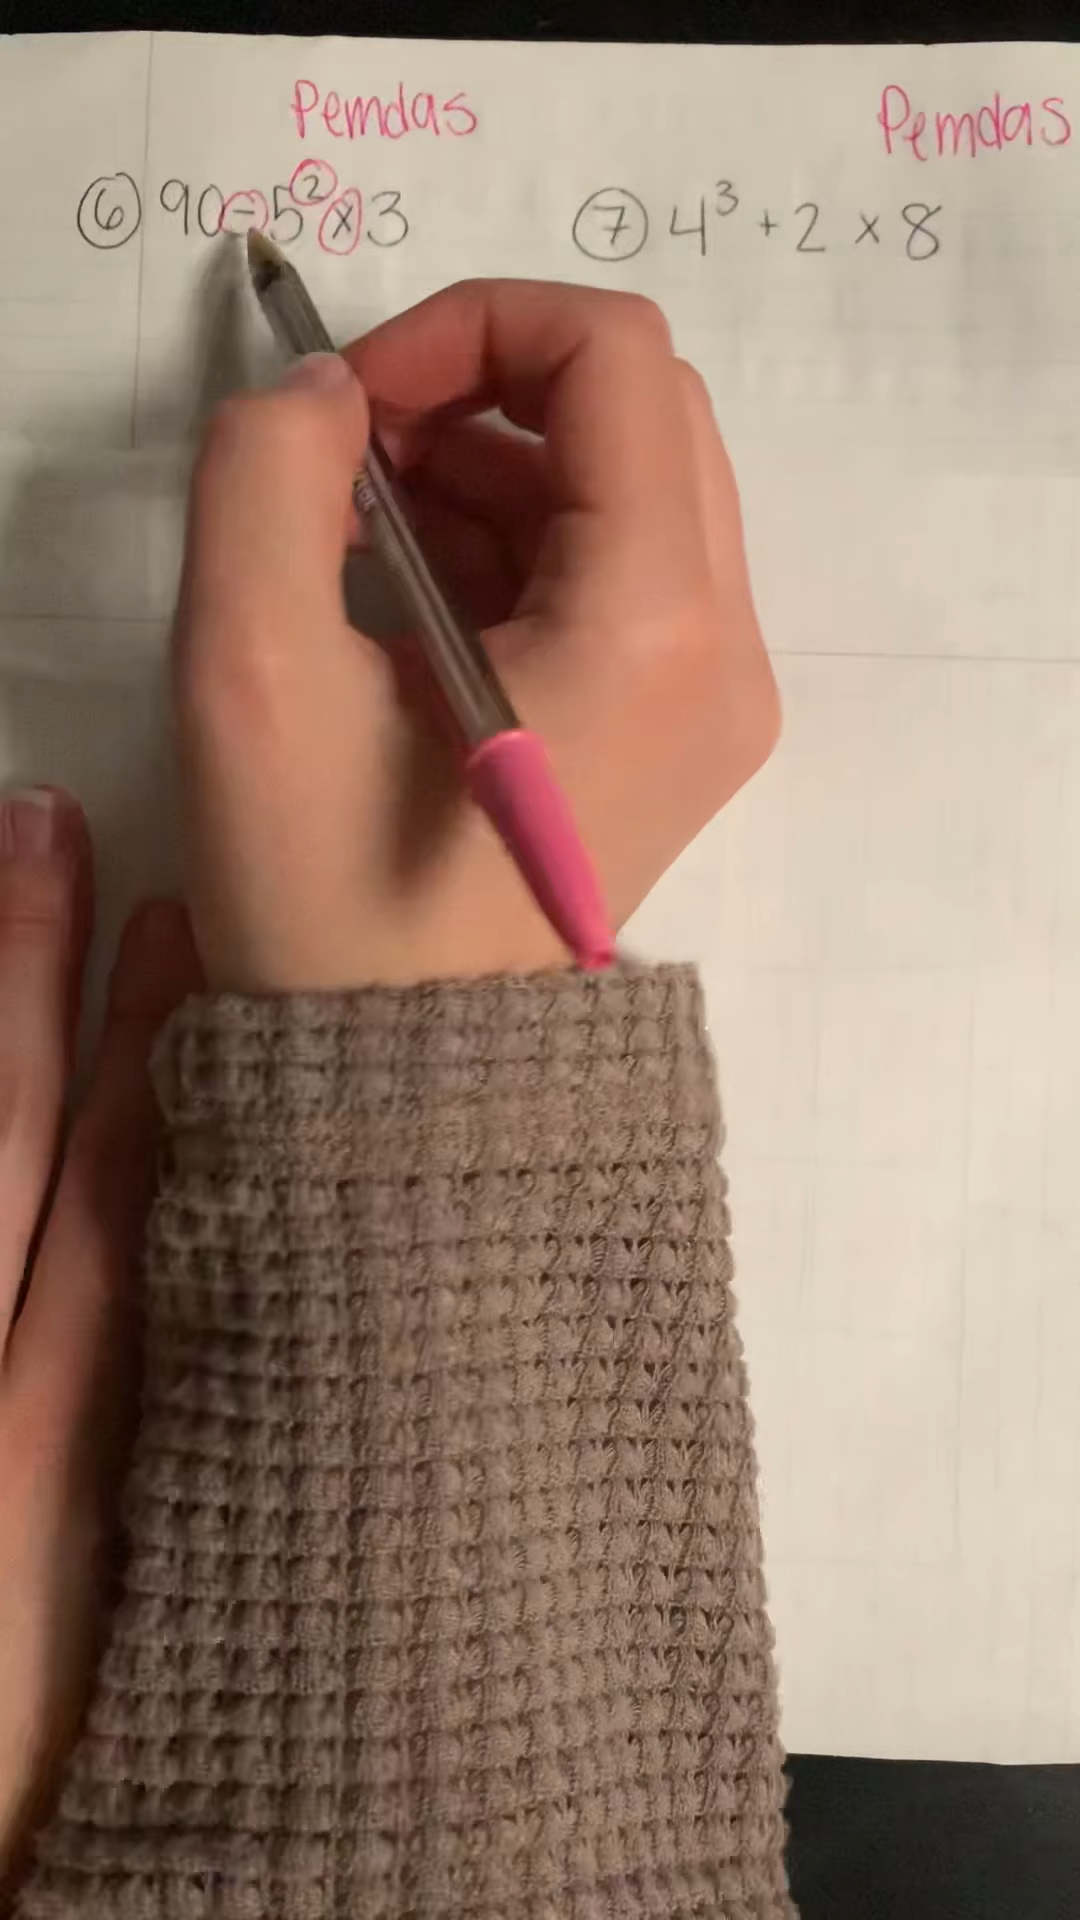 Pemdas Pemdas
⑥ 90 - 5² × 3 ⑦ 4³ + 2 × 8